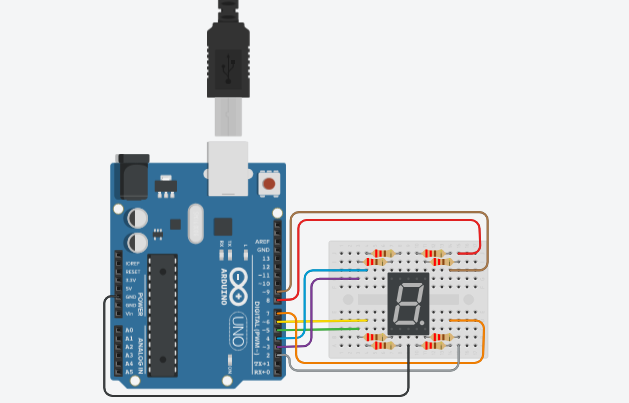 AREF
GND
13
12
~11
~10
~9
8
7
~6
~5
4
~3
2
TX→1
RX←0
DIGITAL (PWM~)
L
TX
RX
ON
ARDUINO
UNO
IOREF
RESET
3.3V
5V
GND
GND
Vin
POWER
A0
A1
A2
A3
A4
A5
ANALOG IN